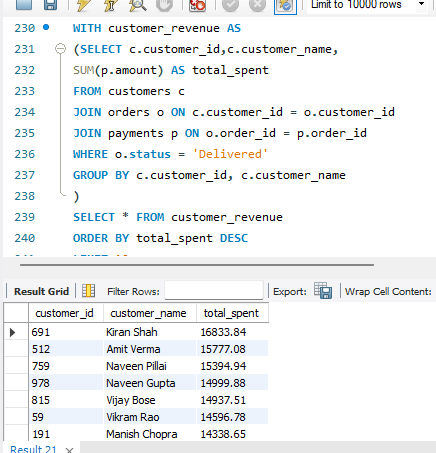 Limit to 10000 rows
230 WITH customer_revenue AS
231 (SELECT c.customer_id,c.customer_name,
232 SUM(p.amount) AS total_spent
233 FROM customers c
234 JOIN orders o ON c.customer_id = o.customer_id
235 JOIN payments p ON o.order_id = p.order_id
236 WHERE o.status = 'Delivered'
237 GROUP BY c.customer_id, c.customer_name
238 )
239 SELECT * FROM customer_revenue
240 ORDER BY total_spent DESC
Result Grid Filter Rows: Export: Wrap Cell Content:
customer_id customer_name total_spent
691 Kiran Shah 16833.84
512 Amit Verma 15777.08
759 Naveen Pillai 15394.94
978 Naveen Gupta 14999.88
815 Vijay Bose 14937.51
59 Vikram Rao 14596.78
191 Manish Chopra 14338.65
Result 21 x